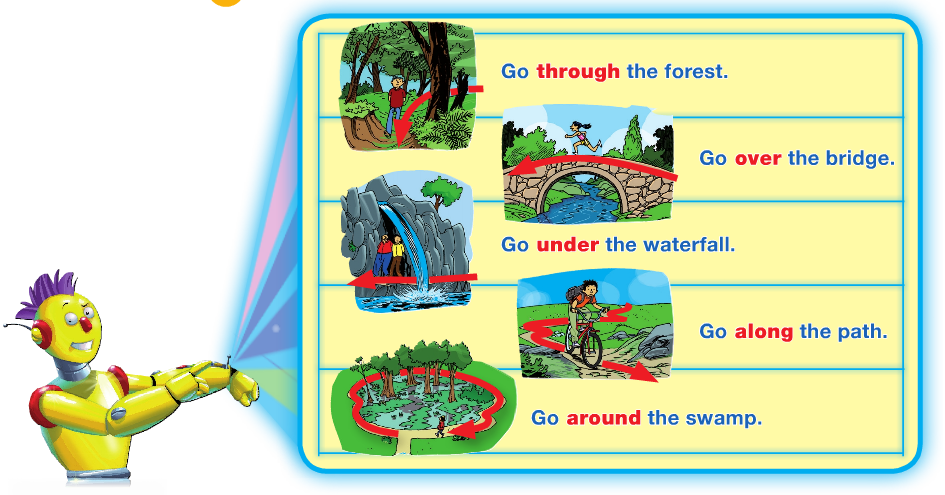 Go through the forest.
Go over the bridge.
Go under the waterfall.
Go along the path.
Go around the swamp.